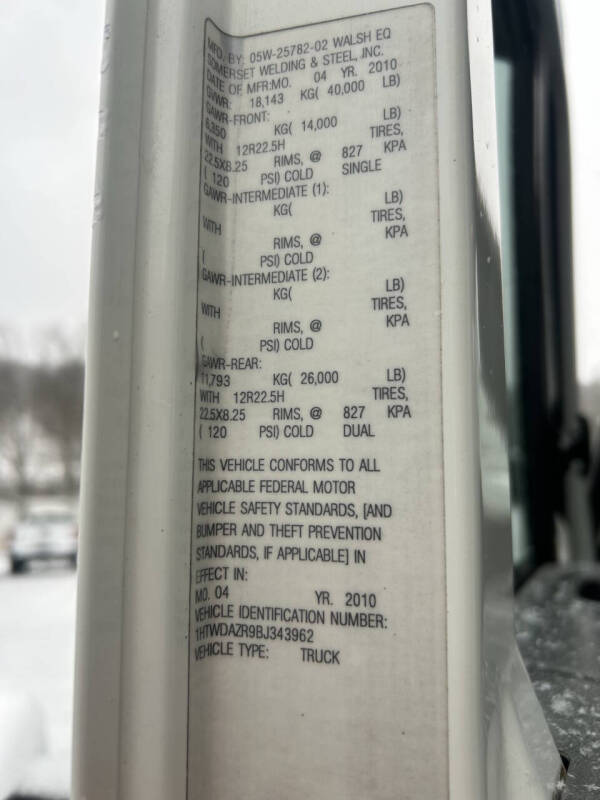 MFD. BY: 05W-25782-02 WALSH EQ
SOMERSET WELDING & STEEL, INC.
DATE OF MFR:MO. 04 YR. 2010
GVWR: 18,143 KG( 40,000 LB)
GAWR-FRONT:
6,350 KG( 14,000 LB)
WITH 12R22.5H TIRES,
22.5X8.25 RIMS, @ 827 KPA
( 120 PSI) COLD SINGLE
GAWR-INTERMEDIATE (1):
KG( LB)
WITH TIRES,
RIMS, @ KPA
( PSI) COLD
GAWR-INTERMEDIATE (2):
KG( LB)
WITH TIRES,
RIMS, @ KPA
( PSI) COLD
GAWR-REAR:
11,793 KG( 26,000 LB)
WITH 12R22.5H TIRES,
22.5X8.25 RIMS, @ 827 KPA
( 120 PSI) COLD DUAL
THIS VEHICLE CONFORMS TO ALL
APPLICABLE FEDERAL MOTOR
VEHICLE SAFETY STANDARDS, [AND
BUMPER AND THEFT PREVENTION
STANDARDS, IF APPLICABLE] IN
EFFECT IN:
MO. 04 YR. 2010
VEHICLE IDENTIFICATION NUMBER:
1HTWDAZR9BJ343962
VEHICLE TYPE: TRUCK